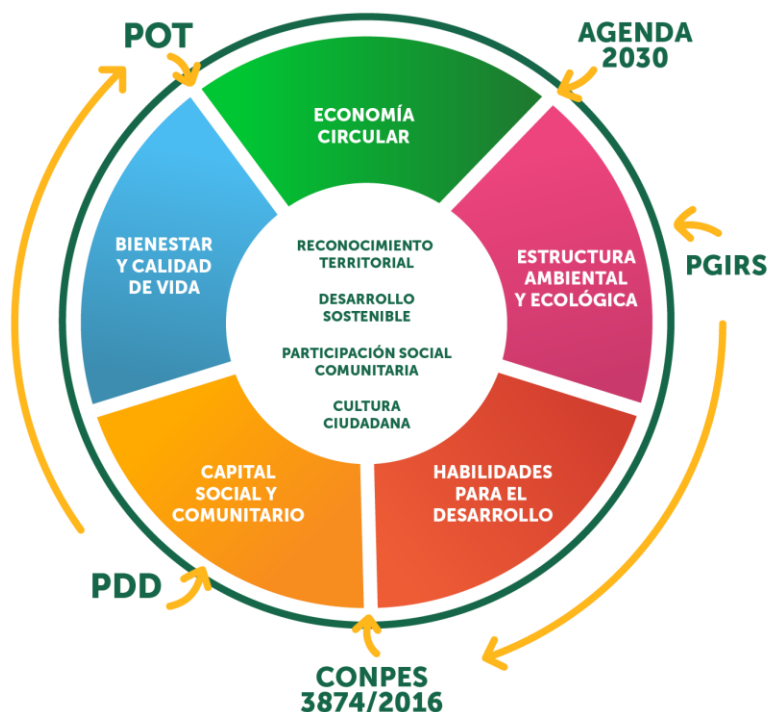 POT
AGENDA
2030
ECONOMÍA
CIRCULAR
BIENESTAR
Y CALIDAD
DE VIDA
RECONOCIMIENTO
TERRITORIAL
DESARROLLO
SOSTENIBLE
PARTICIPACIÓN SOCIAL
COMUNITARIA
CULTURA
CIUDADANA
ESTRUCTURA
AMBIENTAL
Y ECOLÓGICA
PGIRS
CAPITAL
SOCIAL Y
COMUNITARIO
HABILIDADES
PARA EL
DESARROLLO
PDD
CONPES
3874/2016